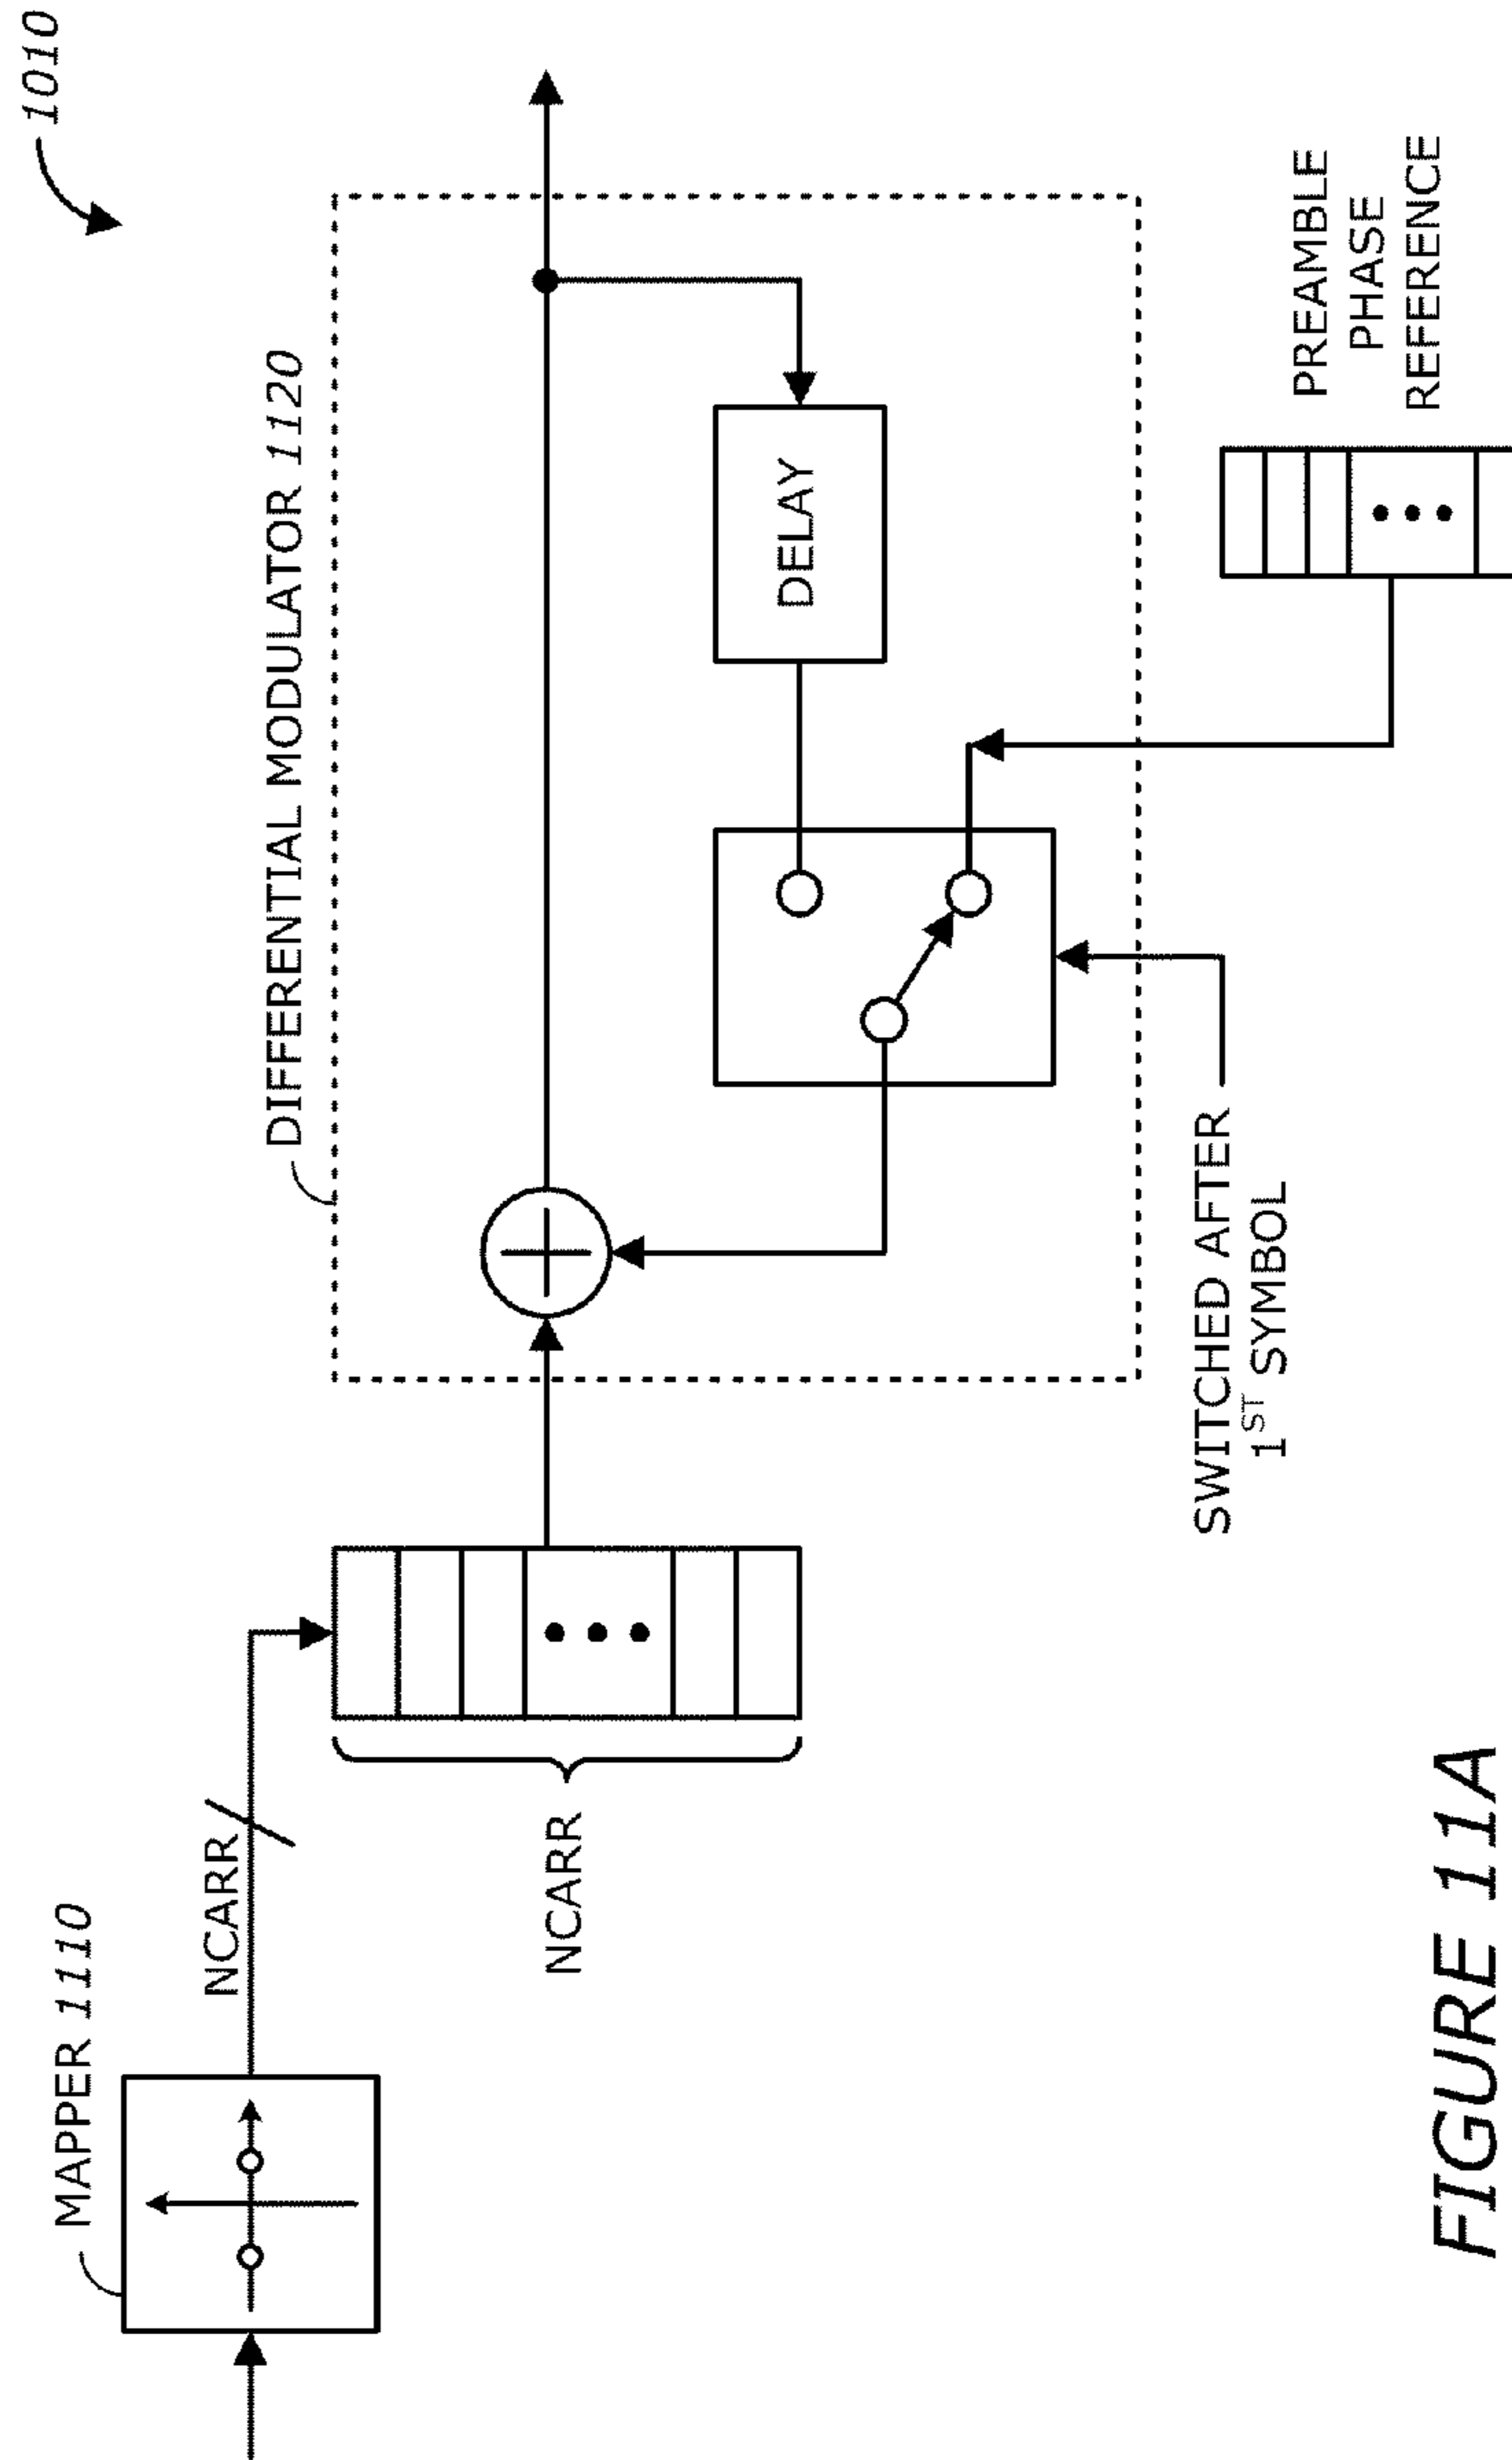 1010
DIFFERENTIAL MODULATOR 1120
MAPPER 1110
NCARR
NCARR
DELAY
SWITCHED AFTER
1ST SYMBOL
PREAMBLE
PHASE
REFERENCE
FIGURE 11A